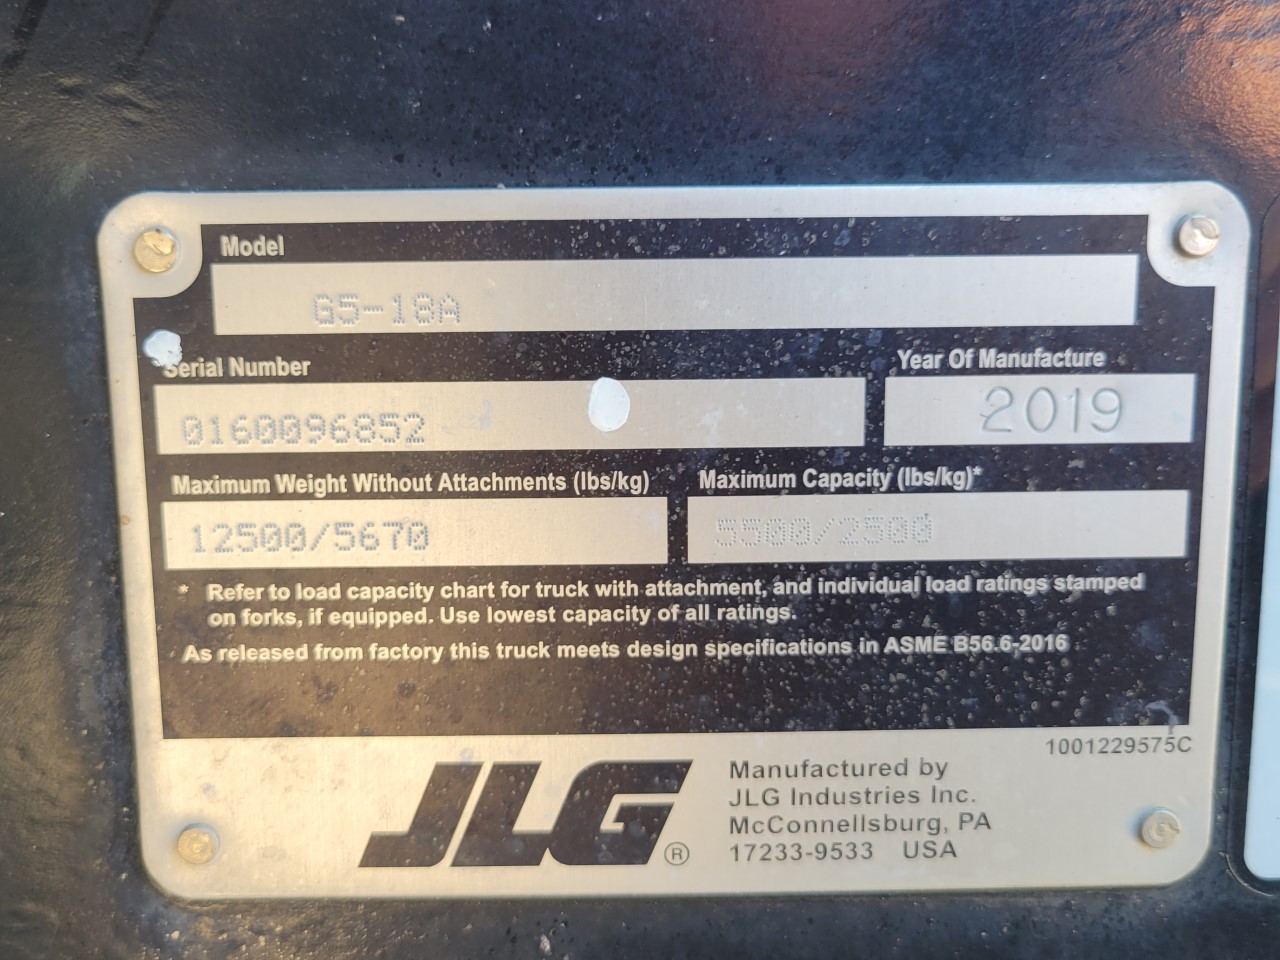 Model
G5-18A
Serial Number
Year Of Manufacture
0160096852
2019
Maximum Weight Without Attachments (lbs/kg)
Maximum Capacity (lbs/kg)*
12500/5670
5500/2500
* Refer to load capacity chart for truck with attachment, and individual load ratings stamped
on forks, if equipped. Use lowest capacity of all ratings.
As released from factory this truck meets design specifications in ASME B56.6-2016
1001229575C
JLG®
Manufactured by
JLG Industries Inc.
McConnellsburg, PA
17233-9533 USA